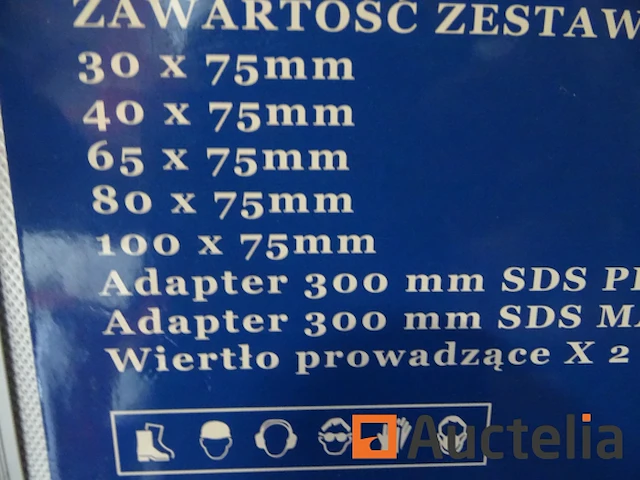 ZAWARTOŚĆ ZESTAW
30 x 75mm
40 x 75mm
65 x 75mm
80 x 75mm
100 x 75mm
Adapter 300 mm SDS
Adapter 300 mm SDS
Wiertło prowadzące X 2
Auctelia